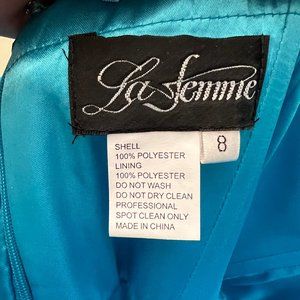 La Femme
8
SHELL
100% POLYESTER
LINING
100% POLYESTER
DO NOT WASH
DO NOT DRY CLEAN
PROFESSIONAL
SPOT CLEAN ONLY
MADE IN CHINA